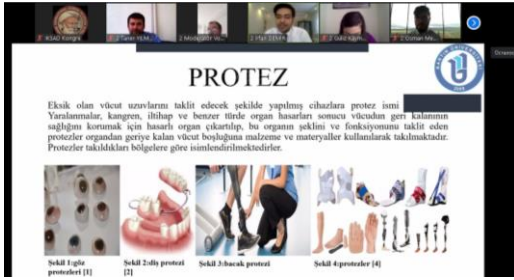 RSAD Kongre
PROTEZ
Eksik olan vücut uzuvlarını taklit edecek şekilde yapılmış cihazlara protez ismi
Yaralanmalar, kangren, iltihap ve benzer türde organ hasarları sonucu vücudun geri kalanının
sağlığını korumak için hasarlı organ çıkartılıp, bu organın şeklini ve fonksiyonunu taklit eden
protezler organdan geriye kalan vücut boşluğuna malzeme ve materyaller kullanılarak takılmaktadır.
Protezler takıldıkları bölgelere göre isimlendirilmektedirler.
Şekil 1:göz
protezleri [1]
Şekil 2:diş protezi
[2]
Şekil 3:bacak protezi
Şekil 4:protezler [4]